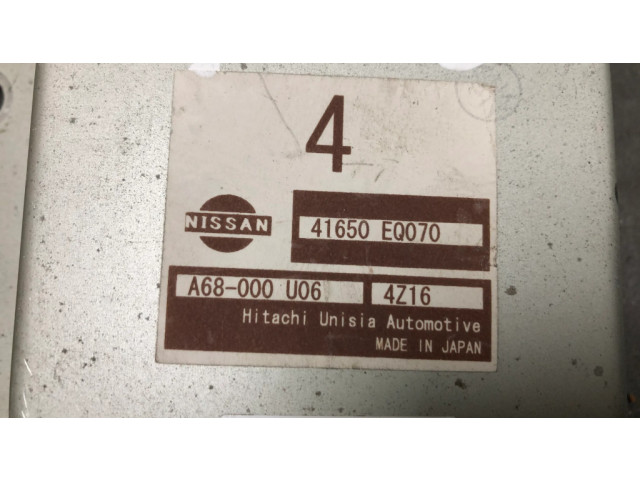 4
NISSAN
41650 EQ070
A68-000 U06
4Z16
Hitachi Unisia Automotive
MADE IN JAPAN